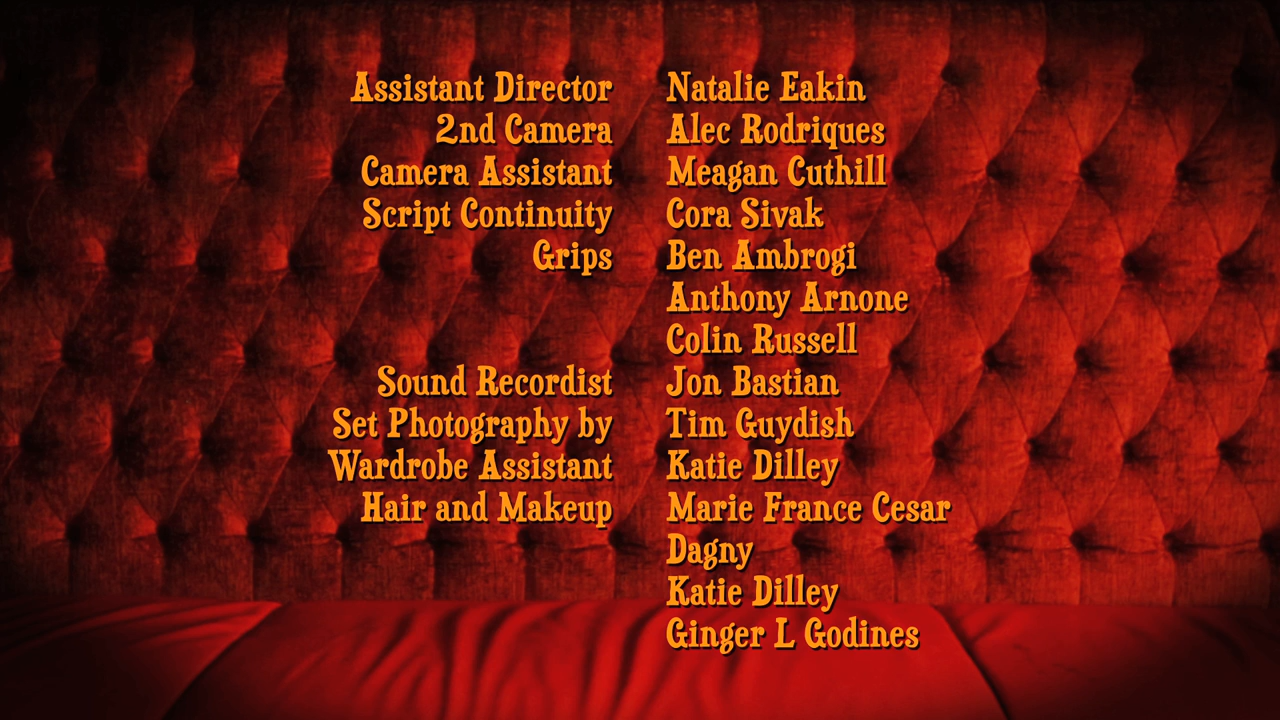 Assistant Director Natalie Eakin
2nd Camera Alec Rodriques
Camera Assistant Meagan Cuthill
Script Continuity Cora Sivak
Grips Ben Ambrogi
Anthony Arnone
Colin Russell
Sound Recordist Jon Bastian
Set Photography by Tim Guydish
Wardrobe Assistant Katie Dilley
Hair and Makeup Marie France Cesar
Dagny
Katie Dilley
Ginger L Godines